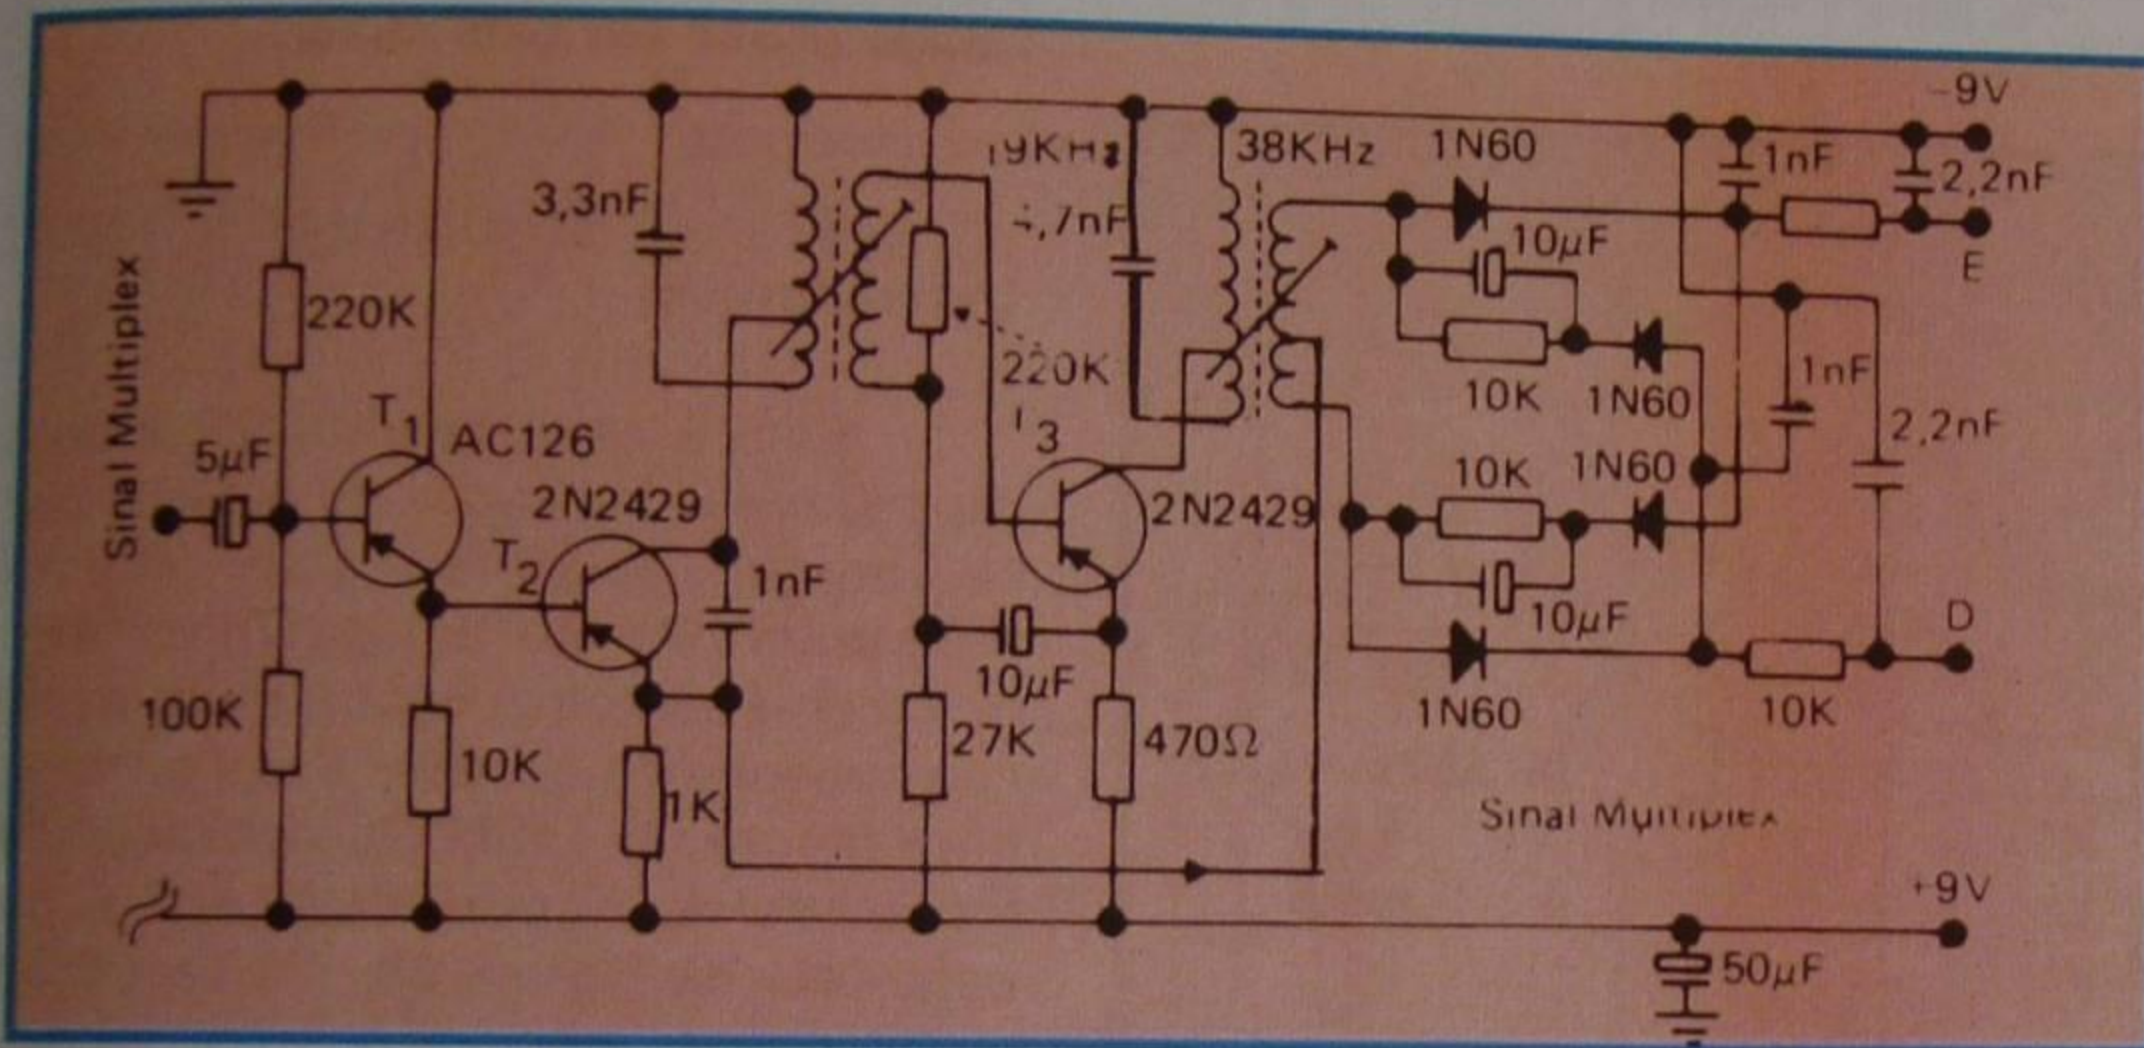 Sinal Multiplex
5μF
220K
100K
T1
AC126
10K
T2
2N2429
1K
1nF
3,3nF
19KHz
220K
27K
10μF
470Ω
2N2429
38KHz
1N60
10μF
10K
1N60
10K
1N60
10μF
1N60
1nF
2,2nF
-9V
E
1nF
2,2nF
D
10K
Sinal Multiplex
+9V
50μF